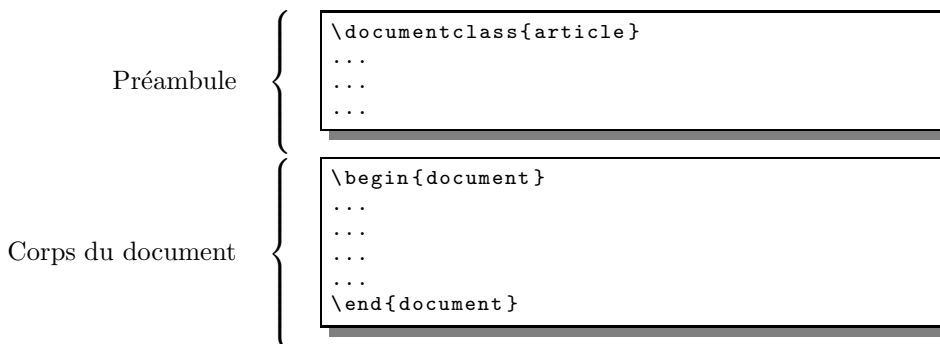 \documentclass{article}
...
Préambule
...
...
\begin{document}
...
...
Corps du document
...
...
\end{document}